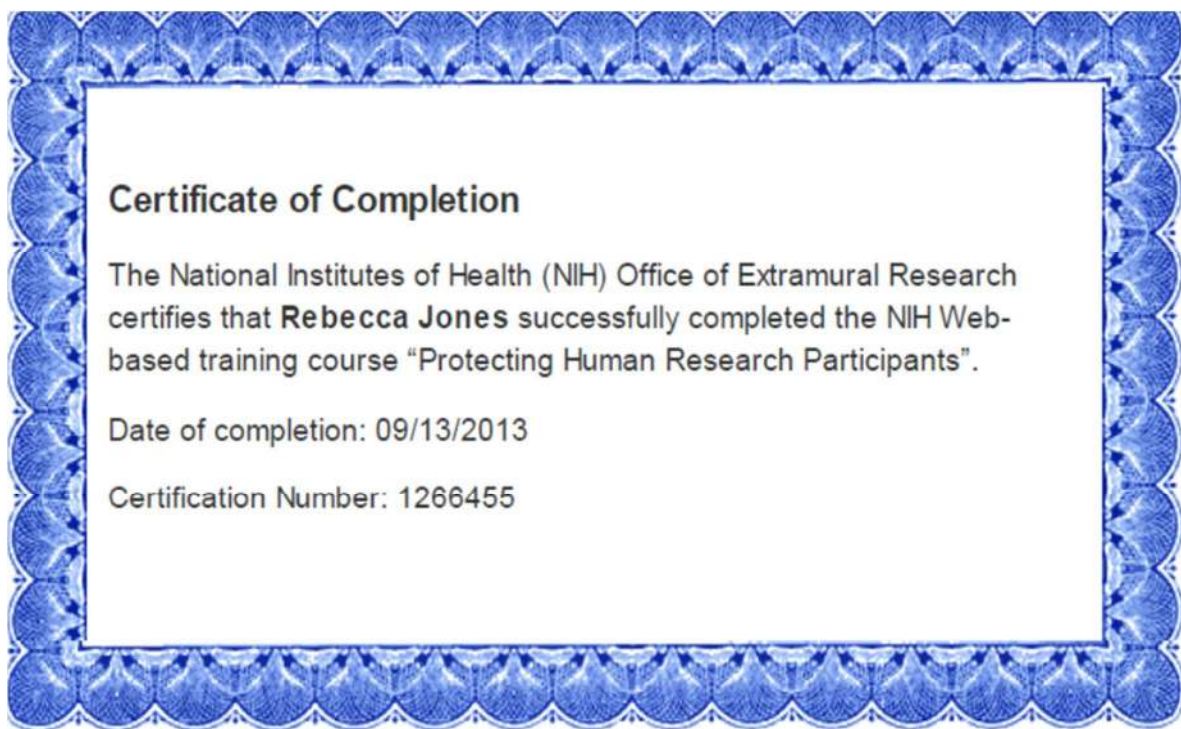 Certificate of Completion
The National Institutes of Health (NIH) Office of Extramural Research
certifies that Rebecca Jones successfully completed the NIH Web-
based training course “Protecting Human Research Participants”.
Date of completion: 09/13/2013
Certification Number: 1266455